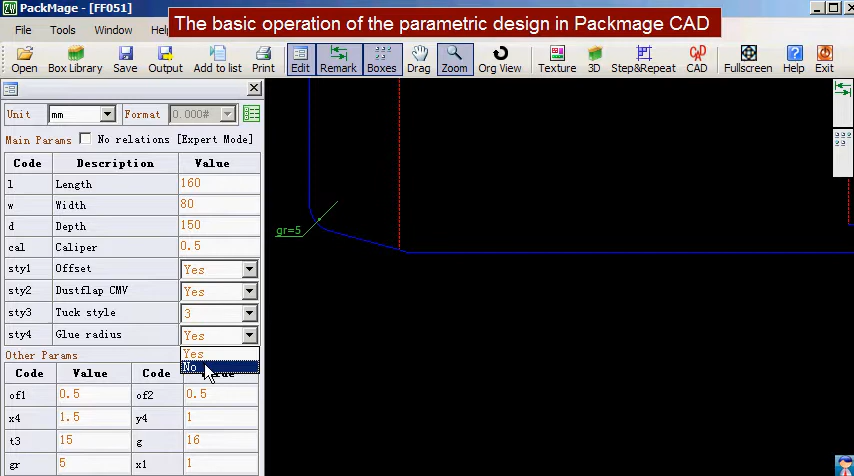 PackMage - [FF051]
The basic operation of the parametric design in Packmage CAD
File Tools Window H
Open Box Library Save Output Add to list Print Edit Remark Boxes Drag Zoom Org View Texture 3D Step&Repeat CAD Fullscreen Help Exit
Unit mm Format 0.000#
Main Params No relations [Expert Mode]
Code Description Value
l Length 160
w Width 80
d Depth 150
cal Caliper 0.5
sty1 Offset Yes
sty2 Dustflap CMV Yes
sty3 Tuck style 3
sty4 Glue radius Yes
Yes
No
Other Params
Code Value Code Value
of1 0.5 of2 0.5
x4 1.5 y4 1
t3 15 g 16
gr 5 x1 1
gr=5